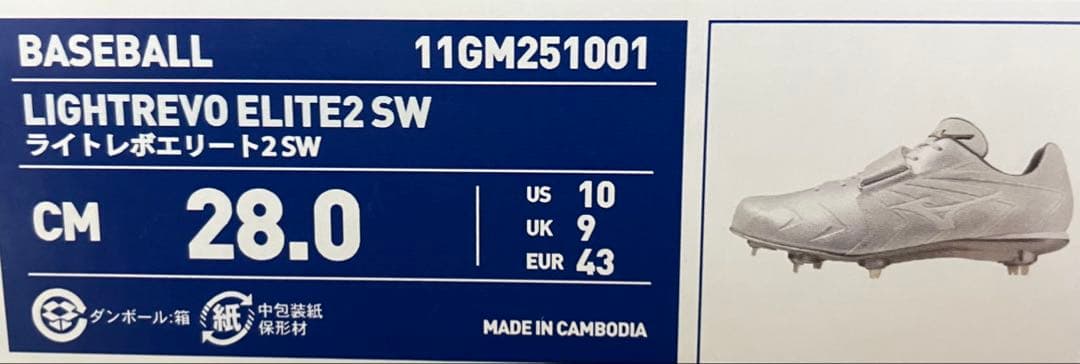 BASEBALL 11GM251001
LIGHTREVO ELITE2 SW
ライトレボエリート2 SW
CM 28.0
US 10
UK 9
EUR 43
ダンボール:箱
紙
中包装紙
保形材
MADE IN CAMBODIA